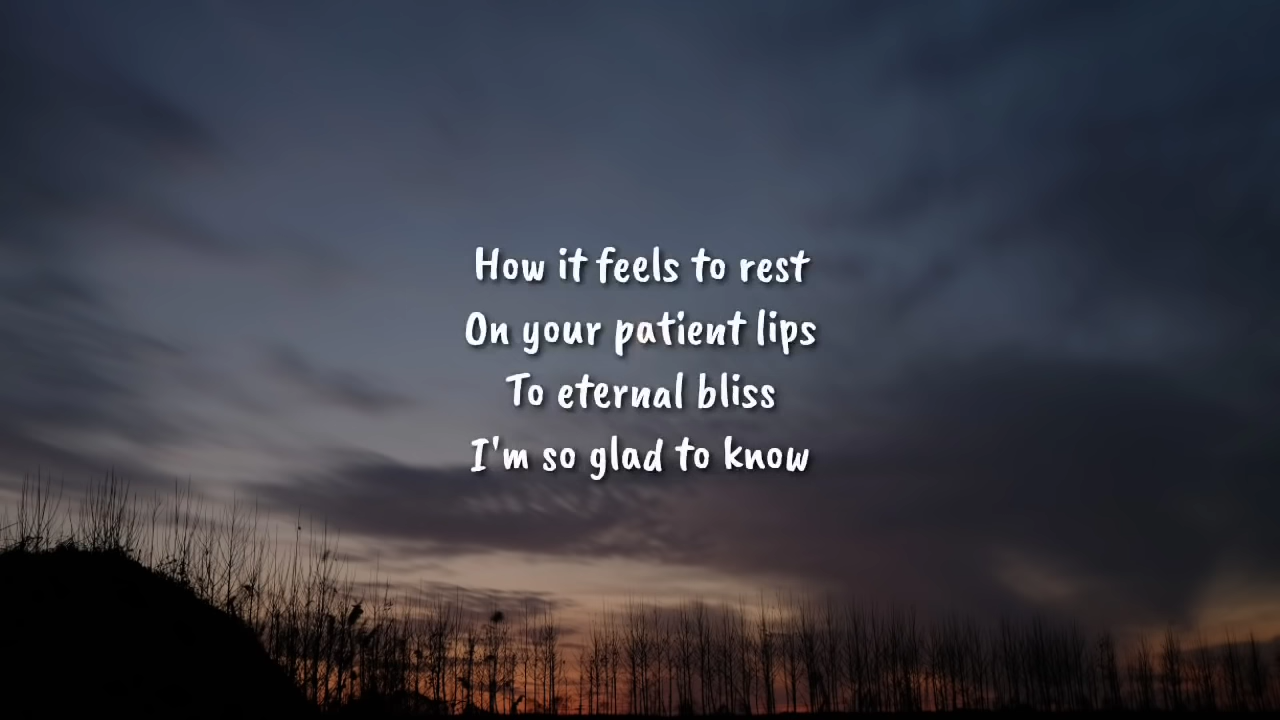 How it feels to rest
On your patient lips
To eternal bliss
I'm so glad to know